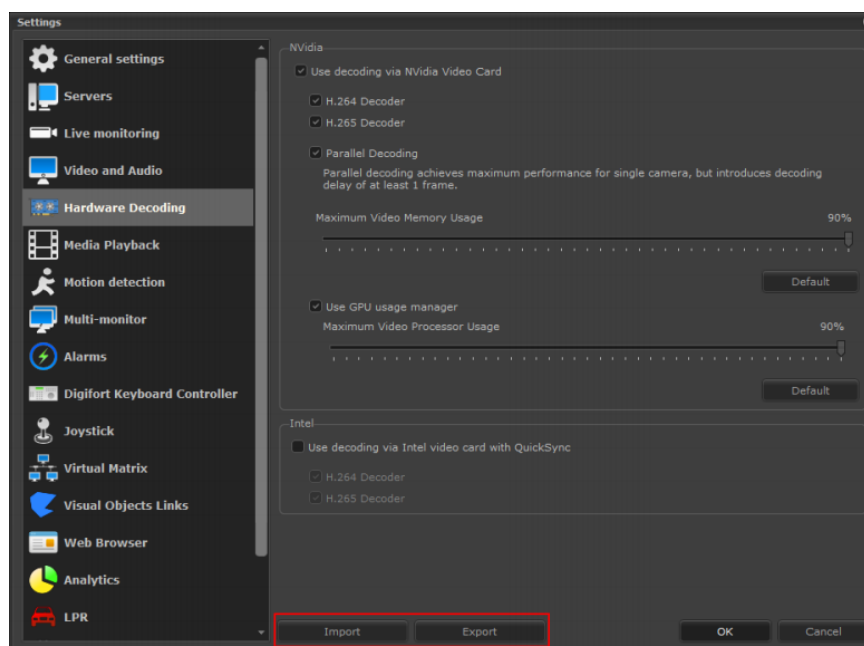 Settings
General settings
Servers
Live monitoring
Video and Audio
Hardware Decoding
Media Playback
Motion detection
Multi-monitor
Alarms
Digifort Keyboard Controller
Joystick
Virtual Matrix
Visual Objects Links
Web Browser
Analytics
LPR
NVidia
Use decoding via NVidia Video Card
H.264 Decoder
H.265 Decoder
Parallel Decoding
Parallel decoding achieves maximum performance for single camera, but introduces decoding
delay of at least 1 frame.
Maximum Video Memory Usage 90%
Default
Use GPU usage manager
Maximum Video Processor Usage 90%
Default
Intel
Use decoding via Intel video card with QuickSync
H.264 Decoder
H.265 Decoder
Import Export OK Cancel